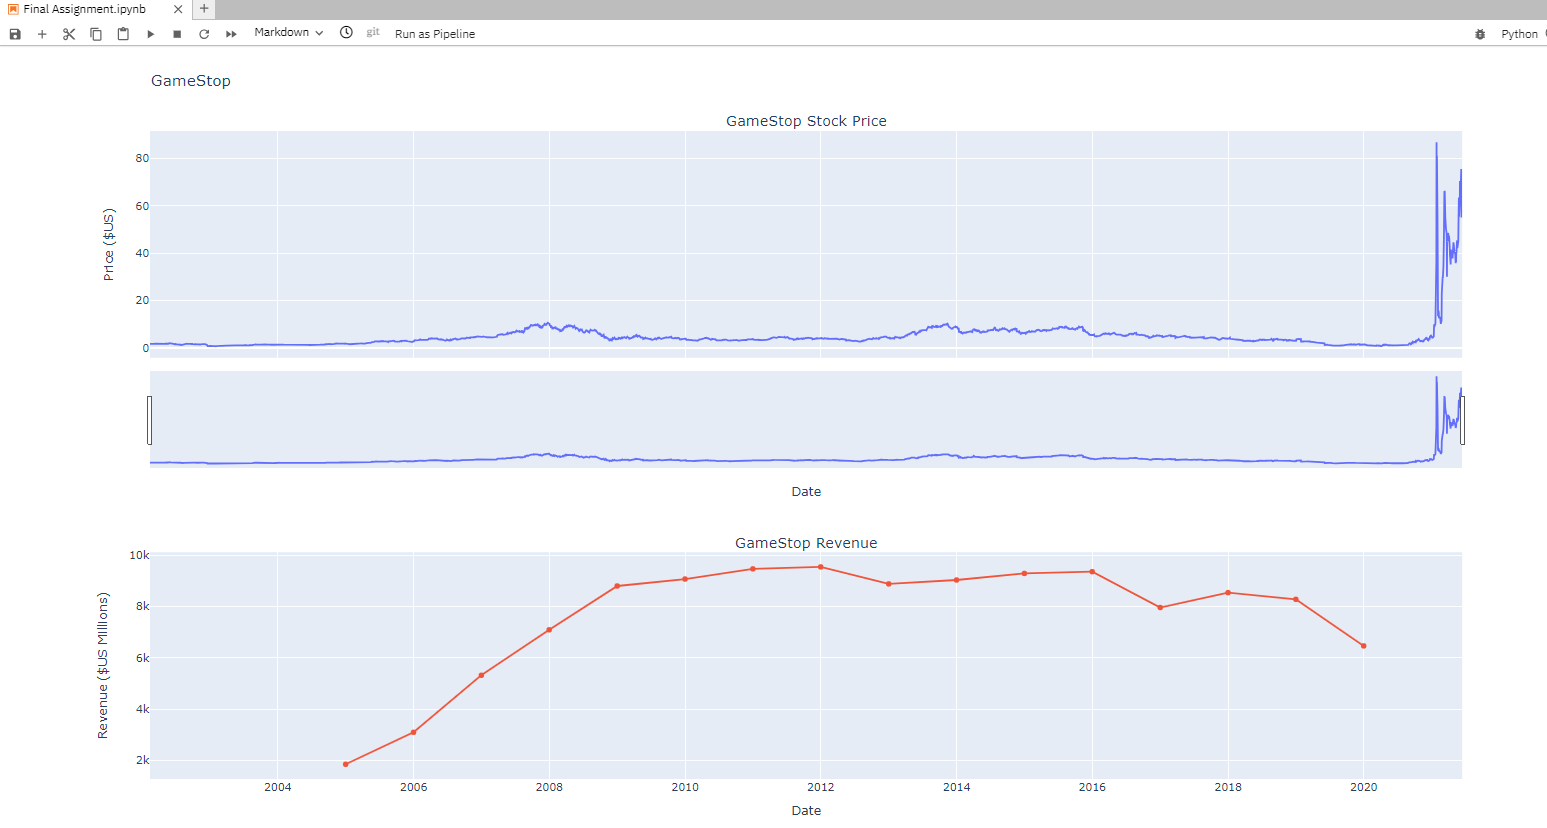 Final Assignment.ipynb
Markdown git Run as Pipeline Python
GameStop
GameStop Stock Price
80
60
40
20
0
Price ($US)
Date
GameStop Revenue
10k
8k
6k
4k
2k
Revenue ($US Millions)
2004 2006 2008 2010 2012 2014 2016 2018 2020
Date